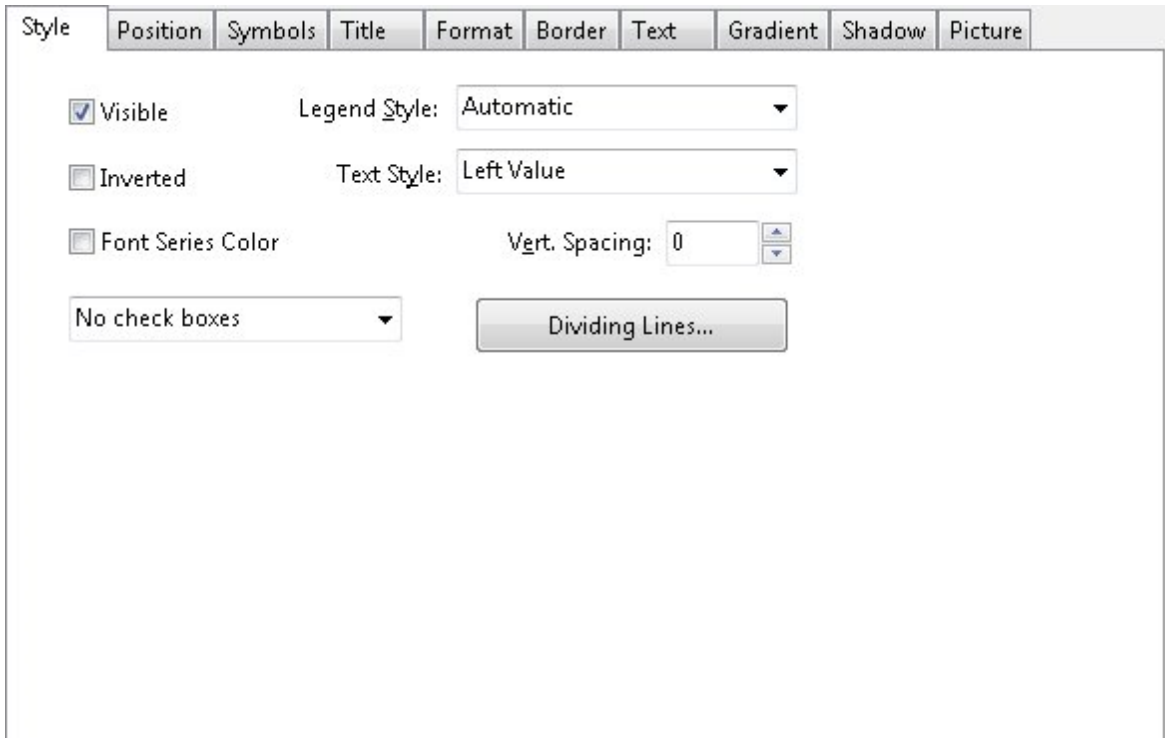 Style Position Symbols Title Format Border Text Gradient Shadow Picture
Visible Legend Style: Automatic
Inverted Text Style: Left Value
Font Series Color Vert. Spacing: 0
No check boxes Dividing Lines...